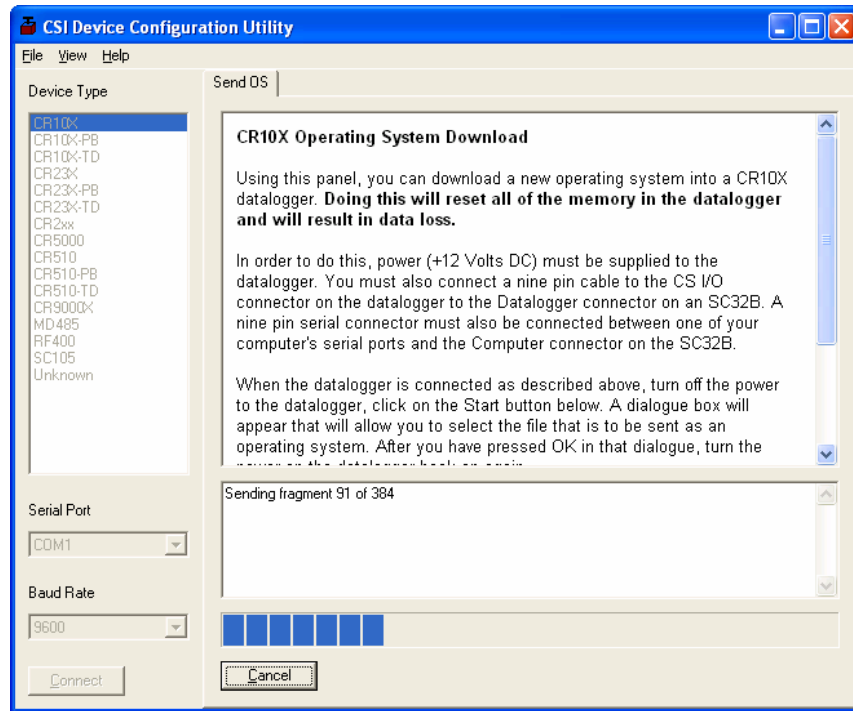 CSI Device Configuration Utility
File View Help
Device Type
CR10X
CR10X-PB
CR10X-TD
CR23X
CR23X-PB
CR23X-TD
CR2xx
CR5000
CR510
CR510-PB
CR510-TD
CR9000X
MD485
RF400
SC105
Unknown
Serial Port
COM1
Baud Rate
9600
Connect
Send OS
CR10X Operating System Download
Using this panel, you can download a new operating system into a CR10X
datalogger. Doing this will reset all of the memory in the datalogger
and will result in data loss.
In order to do this, power (+12 Volts DC) must be supplied to the
datalogger. You must also connect a nine pin cable to the CS I/O
connector on the datalogger to the Datalogger connector on an SC32B. A
nine pin serial connector must also be connected between one of your
computer's serial ports and the Computer connector on the SC32B.
When the datalogger is connected as described above, turn off the power
to the datalogger, click on the Start button below. A dialogue box will
appear that will allow you to select the file that is to be sent as an
operating system. After you have pressed OK in that dialogue, turn the
power on the datalogger back on again
Sending fragment 91 of 384
Cancel